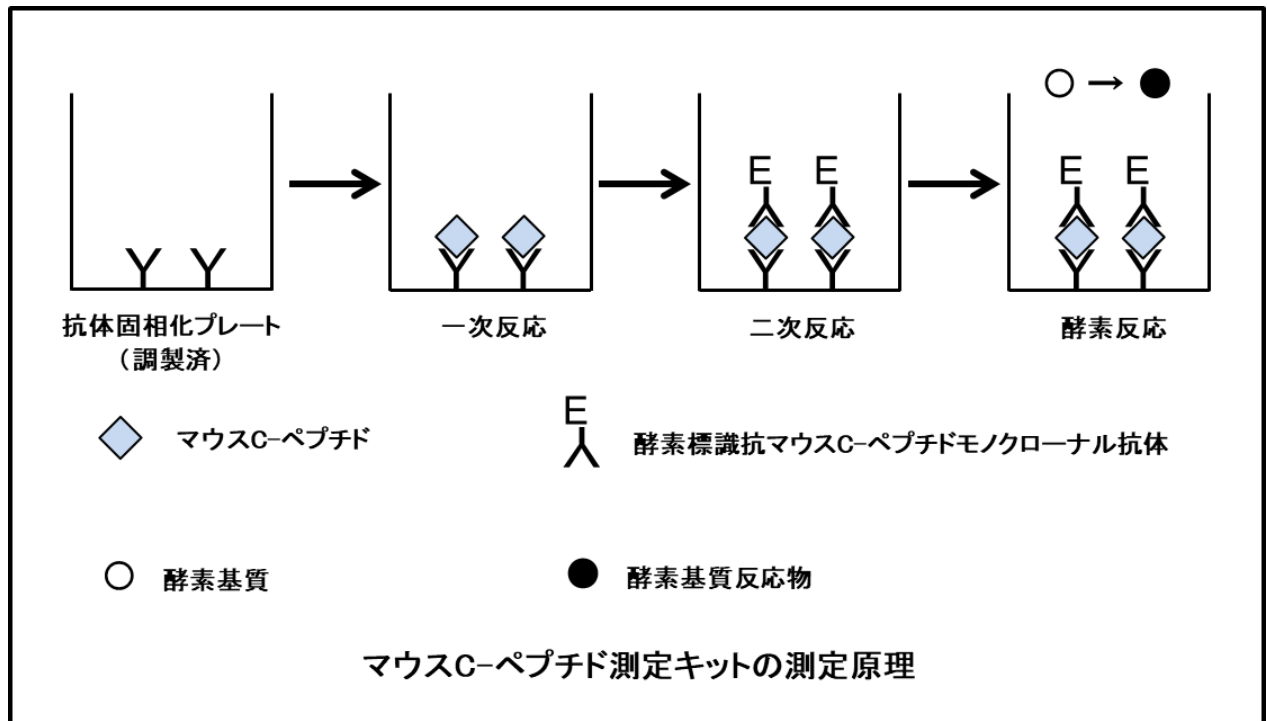 E E E E
抗体固相化プレート
(調製済)
一次反応
二次反応
酵素反応
マウスC-ペプチド
E
酵素標識抗マウスC-ペプチドモノクローナル抗体
酵素基質
酵素基質反応物
マウスC-ペプチド測定キットの測定原理